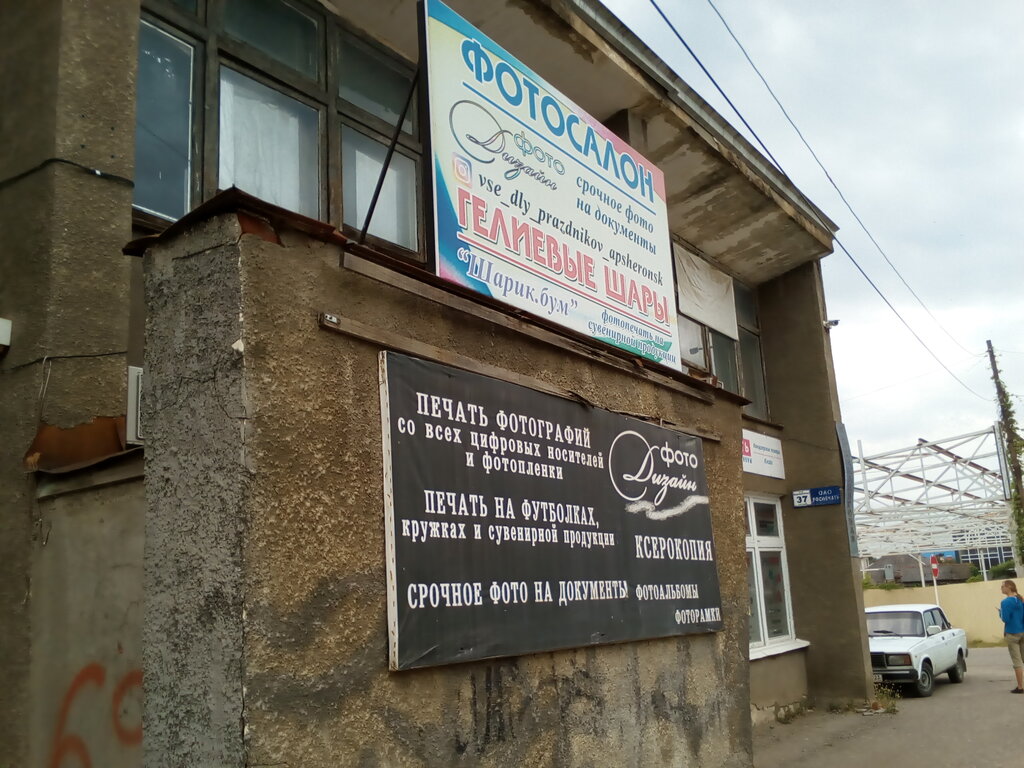 ФОТОСАЛОН
фото
Дизайн
срочное фото
на документы
vse_dly_prazdnikov_apsheronsk
ГЕЛИЕВЫЕ ШАРЫ
"Шарик.бум"
фотопечать на
сувенирной продукции
ПЕЧАТЬ ФОТОГРАФИЙ
со всех цифровых носителей
и фотопленки
фото
Дизайн
ПЕЧАТЬ НА ФУТБОЛКАХ,
кружках и сувенирной продукции
КСЕРОКОПИЯ
СРОЧНОЕ ФОТО НА ДОКУМЕНТЫ
ФОТОАЛЬБОМЫ
ФОТОРАМКИ
37
ОАО